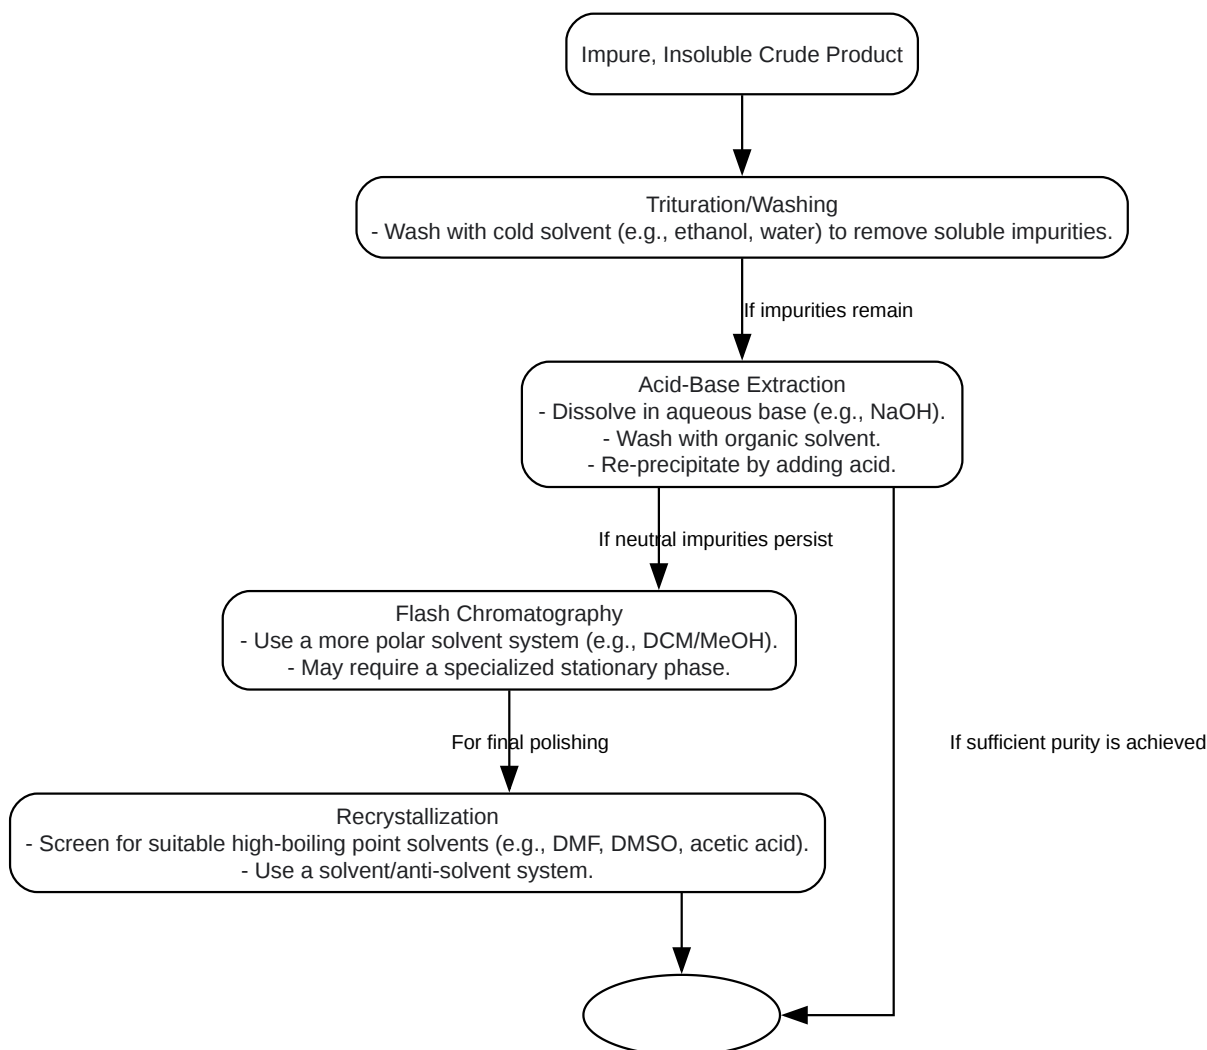 Impure, Insoluble Crude Product
Trituration/Washing
- Wash with cold solvent (e.g., ethanol, water) to remove soluble impurities.
If impurities remain
Acid-Base Extraction
- Dissolve in aqueous base (e.g., NaOH).
- Wash with organic solvent.
- Re-precipitate by adding acid.
If neutral impurities persist
Flash Chromatography
- Use a more polar solvent system (e.g., DCM/MeOH).
- May require a specialized stationary phase.
For final polishing
If sufficient purity is achieved
Recrystallization
- Screen for suitable high-boiling point solvents (e.g., DMF, DMSO, acetic acid).
- Use a solvent/anti-solvent system.